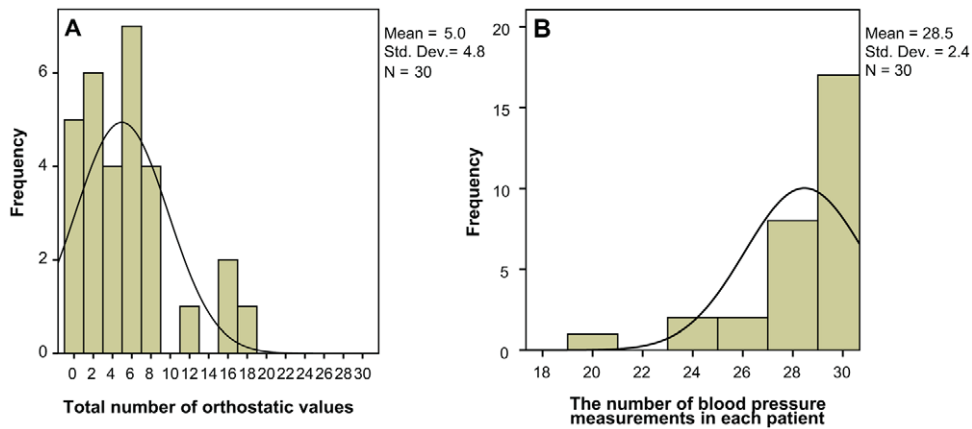 A
Mean = 5.0
Std. Dev.= 4.8
N = 30
Frequency
6
4
2
0
0 2 4 6 8 10 12 14 16 18 20 22 24 26 28 30
Total number of orthostatic values
B
Mean = 28.5
Std. Dev. = 2.4
N = 30
Frequency
20
15
10
5
0
18 20 22 24 26 28 30
The number of blood pressure
measurements in each patient